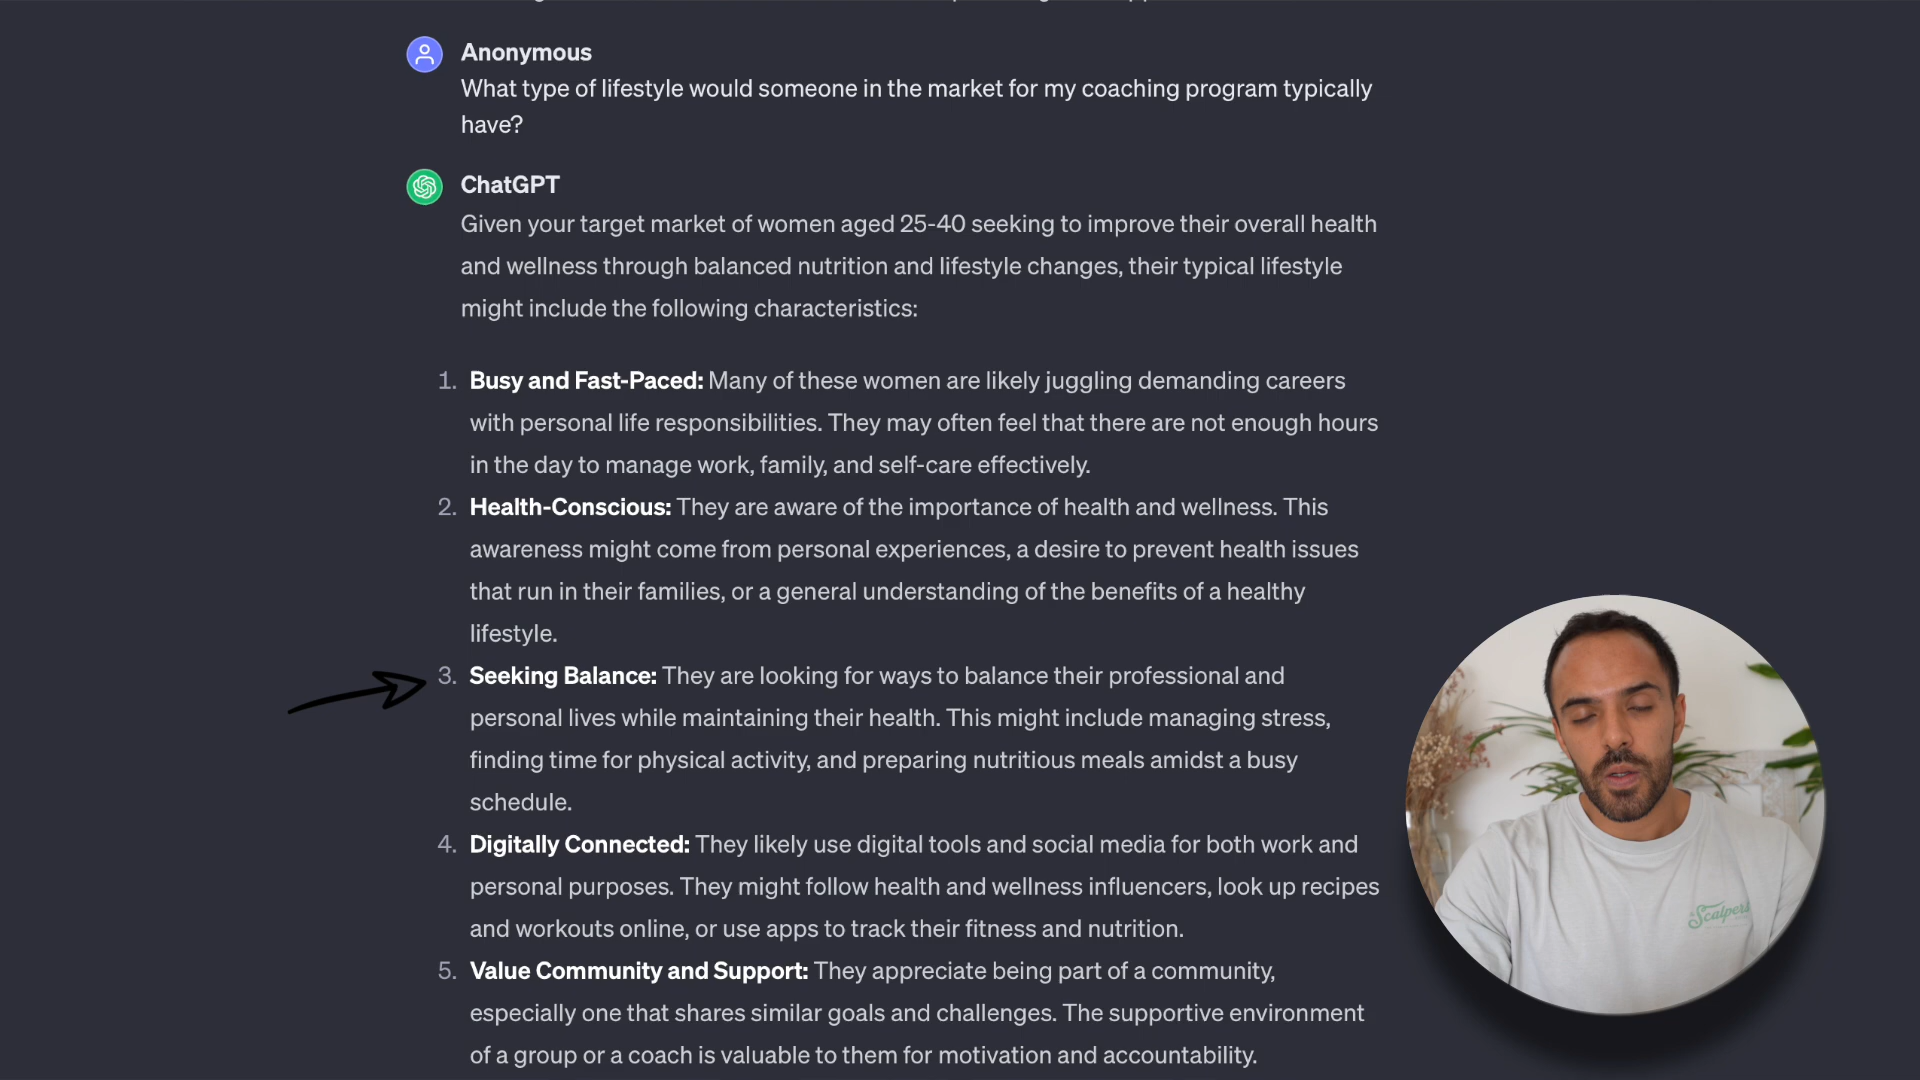 Anonymous
What type of lifestyle would someone in the market for my coaching program typically
have?
ChatGPT
Given your target market of women aged 25-40 seeking to improve their overall health
and wellness through balanced nutrition and lifestyle changes, their typical lifestyle
might include the following characteristics:
1. Busy and Fast-Paced: Many of these women are likely juggling demanding careers
with personal life responsibilities. They may often feel that there are not enough hours
in the day to manage work, family, and self-care effectively.
2. Health-Conscious: They are aware of the importance of health and wellness. This
awareness might come from personal experiences, a desire to prevent health issues
that run in their families, or a general understanding of the benefits of a healthy
lifestyle.
3. Seeking Balance: They are looking for ways to balance their professional and
personal lives while maintaining their health. This might include managing stress,
finding time for physical activity, and preparing nutritious meals amidst a busy
schedule.
4. Digitally Connected: They likely use digital tools and social media for both work and
personal purposes. They might follow health and wellness influencers, look up recipes
and workouts online, or use apps to track their fitness and nutrition.
5. Value Community and Support: They appreciate being part of a community,
especially one that shares similar goals and challenges. The supportive environment
of a group or a coach is valuable to them for motivation and accountability.
Scalpers